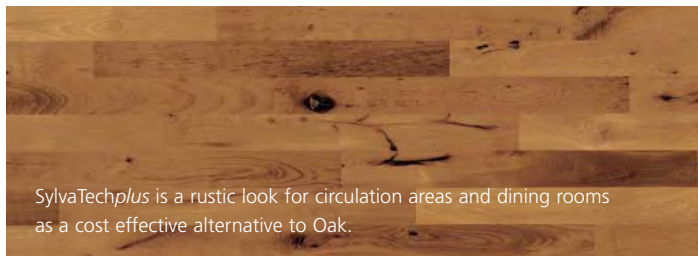 SylvaTechplus is a rustic look for circulation areas and dining rooms
as a cost effective alternative to Oak.